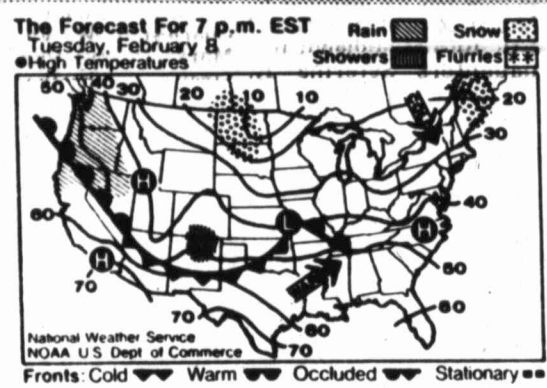 The Forecast For 7 p.m. EST
Tuesday, February 8
●High Temperatures
Rain Snow
Showers Flurries
50 40 30 20 10 10 20
30
H
40
60 L H
H
70 50
60
70 60
70
National Weather Service
NOAA U S Dept of Commerce
Fronts: Cold Warm Occluded Stationary